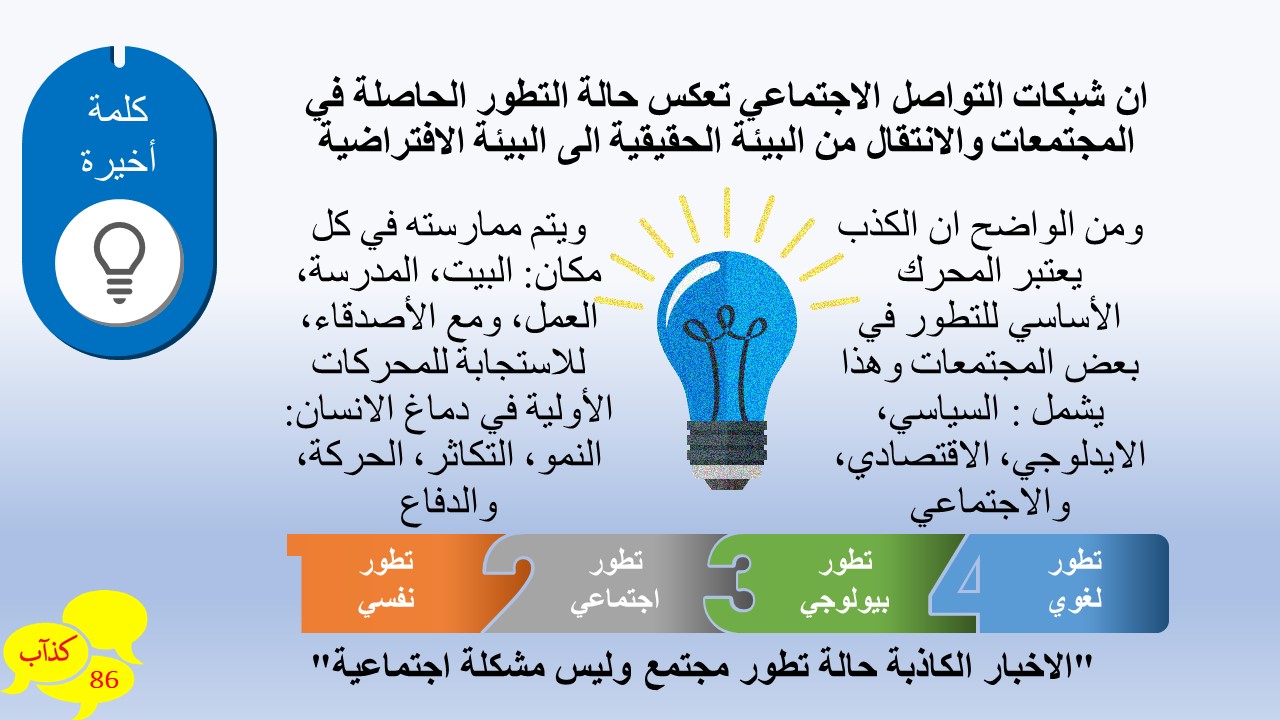 كلمة
أخيرة
ان شبكات التواصل الاجتماعي تعكس حالة التطور الحاصلة في
المجتمعات والانتقال من البيئة الحقيقية الى البيئة الافتراضية
ومن الواضح ان الكذب
يعتبر المحرك
الأساسي للتطور في
بعض المجتمعات وهذا
يشمل : السياسي،
الايدلوجي، الاقتصادي،
والاجتماعي
ويتم ممارسته في كل
مكان: البيت، المدرسة،
العمل، ومع الأصدقاء،
للاستجابة للمحركات
الأولية في دماغ الانسان:
النمو، التكاثر، الحركة،
والدفاع
1
تطور
نفسي
2
تطور
اجتماعي
3
تطور
بيولوجي
4
تطور
لغوي
"الاخبار الكاذبة حالة تطور مجتمع وليس مشكلة اجتماعية"
كذآب
86